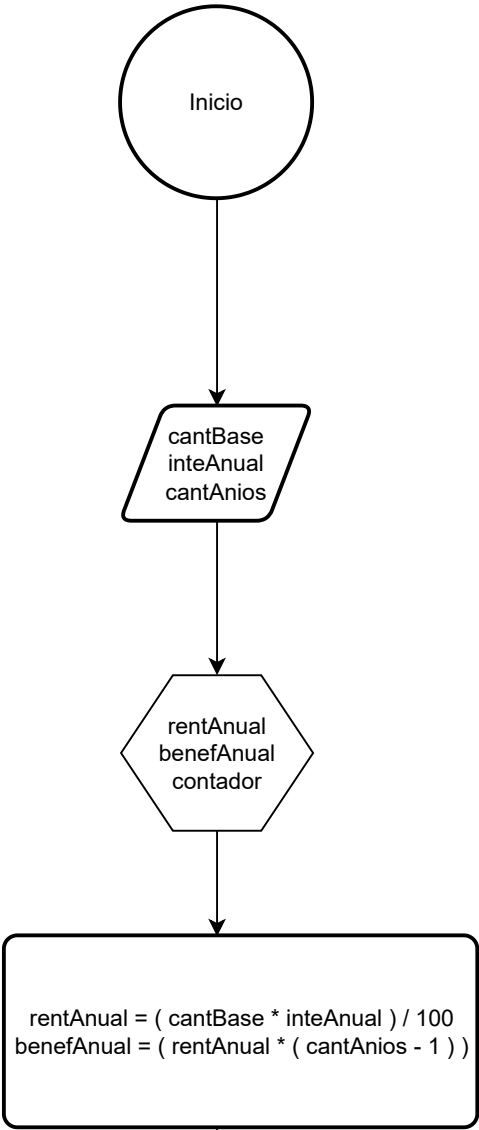 Inicio
cantBase
inteAnual
cantAnios
rentAnual
benefAnual
contador
rentAnual = ( cantBase * inteAnual ) / 100
benefAnual = ( rentAnual * ( cantAnios - 1 ) )